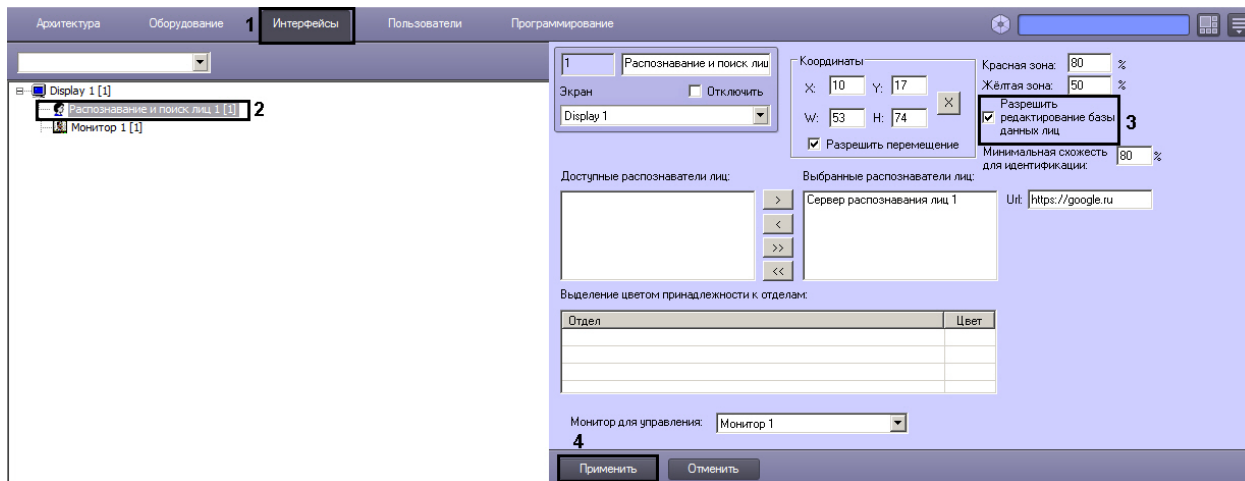 Архитектура Оборудование 1 Интерфейсы Пользователи Программирование
Display 1 [1]
Распознавание и поиск лиц 1 [1] 2
Монитор 1 [1]
1 Распознавание и поиск лиц
Экран Отключить
Display 1
Координаты
X: 10 Y: 17 X
W: 53 H: 74
Разрешить перемещение
Красная зона: 80 %
Жёлтая зона: 50 %
Разрешить
редактирование базы
данных лиц
3
Минимальная схожесть
для идентификации: 80 %
Доступные распознаватели лиц:
>
<
>>
<<
Выбранные распознаватели лиц:
Сервер распознавания лиц 1
Url: https://google.ru
Выделение цветом принадлежности к отделам:
Отдел Цвет
Монитор для управления: Монитор 1
4
Применить Отменить